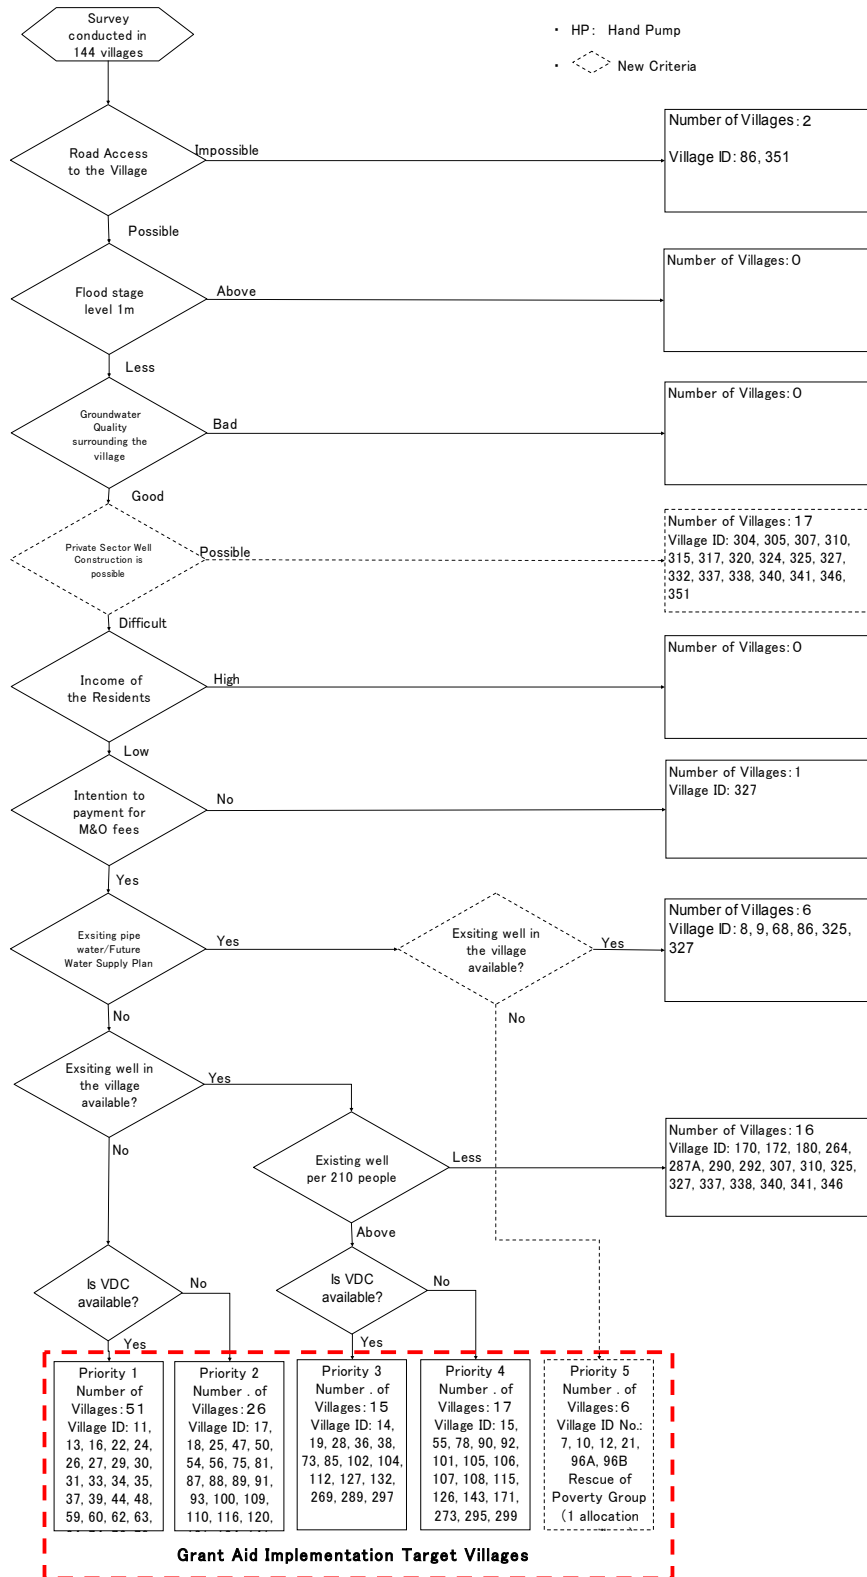 Survey
conducted in
144 villages
・ HP: Hand Pump
・ New Criteria
Road Access
to the Village
Impossible
Number of Villages: 2
Village ID: 86, 351
Possible
Flood stage
level 1m
Above
Number of Villages: 0
Less
Groundwater
Quality
surrounding the
village
Bad
Number of Villages: 0
Good
Private Sector Well
Construction is
possible
Possible
Number of Villages: 17
Village ID: 304, 305, 307, 310,
315, 317, 320, 324, 325, 327,
332, 337, 338, 340, 341, 346,
351
Difficult
Income of
the Residents
High
Number of Villages: 0
Low
Intention to
payment for
M&O fees
No
Number of Villages: 1
Village ID: 327
Yes
Exsiting pipe
water/Future
Water Supply Plan
Yes
Exsiting well in
the village
available?
Yes
Number of Villages: 6
Village ID: 8, 9, 68, 86, 325,
327
No
No
Exsiting well in
the village
available?
Yes
No
Existing well
per 210 people
Less
Number of Villages: 16
Village ID: 170, 172, 180, 264,
287A, 290, 292, 307, 310, 325,
327, 337, 338, 340, 341, 346
Above
Is VDC
available?
No
Yes
Is VDC
available?
No
Yes
Priority 1
Number of
Villages: 51
Village ID: 11,
13, 16, 22, 24,
26, 27, 29, 30,
31, 33, 34, 35,
37, 39, 44, 48,
59, 60, 62, 63,
Priority 2
Number . of
Villages: 26
Village ID: 17,
18, 25, 47, 50,
54, 56, 75, 81,
87, 88, 89, 91,
93, 100, 109,
110, 116, 120,
Priority 3
Number . of
Villages: 15
Village ID: 14,
19, 28, 36, 38,
73, 85, 102, 104,
112, 127, 132,
269, 289, 297
Priority 4
Number . of
Villages: 17
Village ID: 15,
55, 78, 90, 92,
101, 105, 106,
107, 108, 115,
126, 143, 171,
273, 295, 299
Priority 5
Number. of
Villages: 6
Village ID No.:
7, 10, 12, 21,
96A, 96B
Rescue of
Poverty Group
(1 allocation
Grant Aid Implementation Target Villages